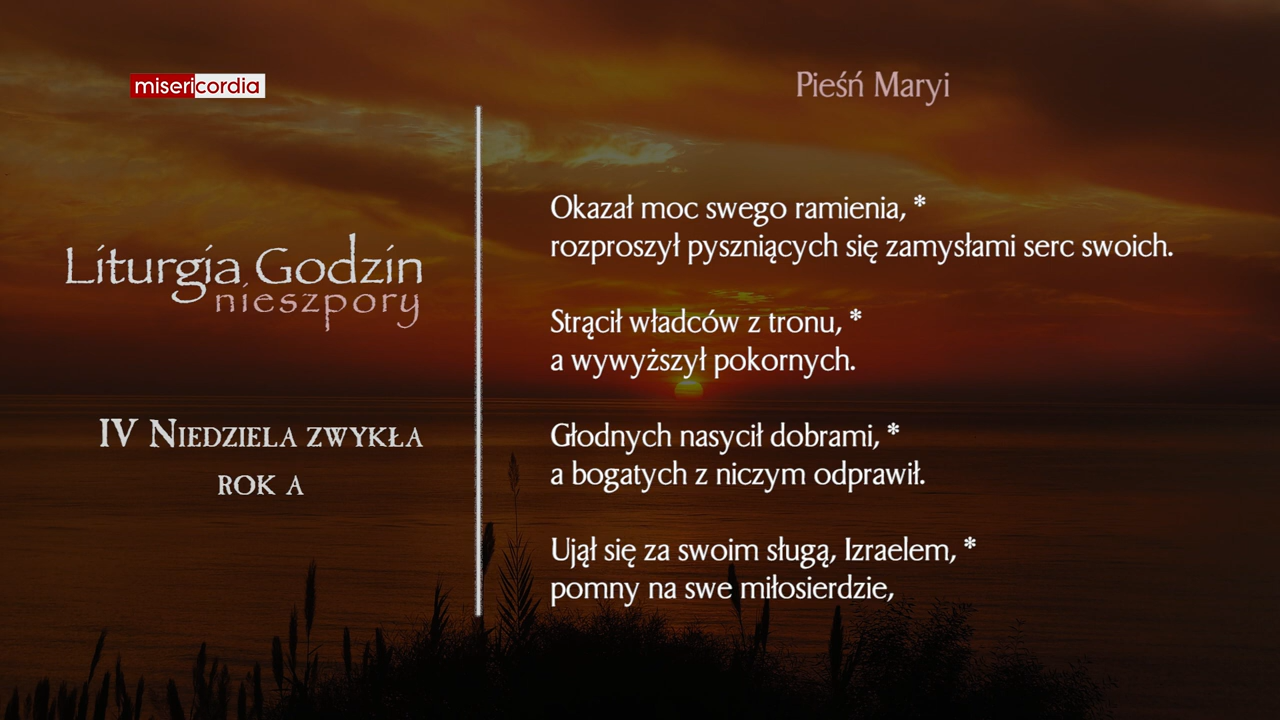 misericordia
Pieśń Maryi
Liturgia Godzin
nieszpory
IV Niedziela zwykła
rok a
Okazał moc swego ramienia, *
rozproszył pyszniących się zamysłami serc swoich.
Strącił władców z tronu, *
a wywyższył pokornych.
Głodnych nasycił dobrami, *
a bogatych z niczym odprawił.
Ujął się za swoim sługą, Izraelem, *
pomny na swe miłosierdzie,